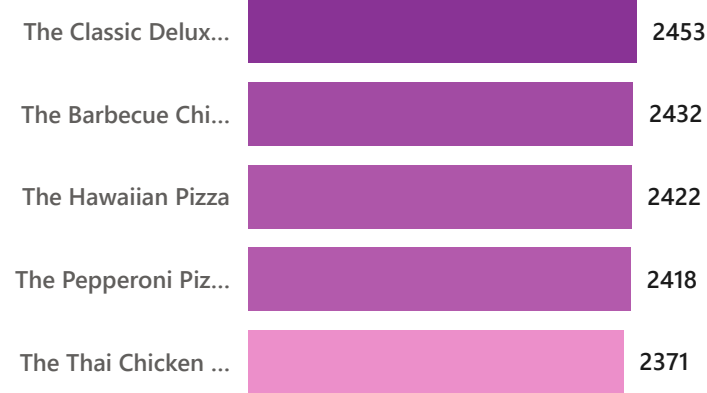 The Classic Delux... 2453
The Barbecue Chi... 2432
The Hawaiian Pizza 2422
The Pepperoni Piz... 2418
The Thai Chicken ... 2371